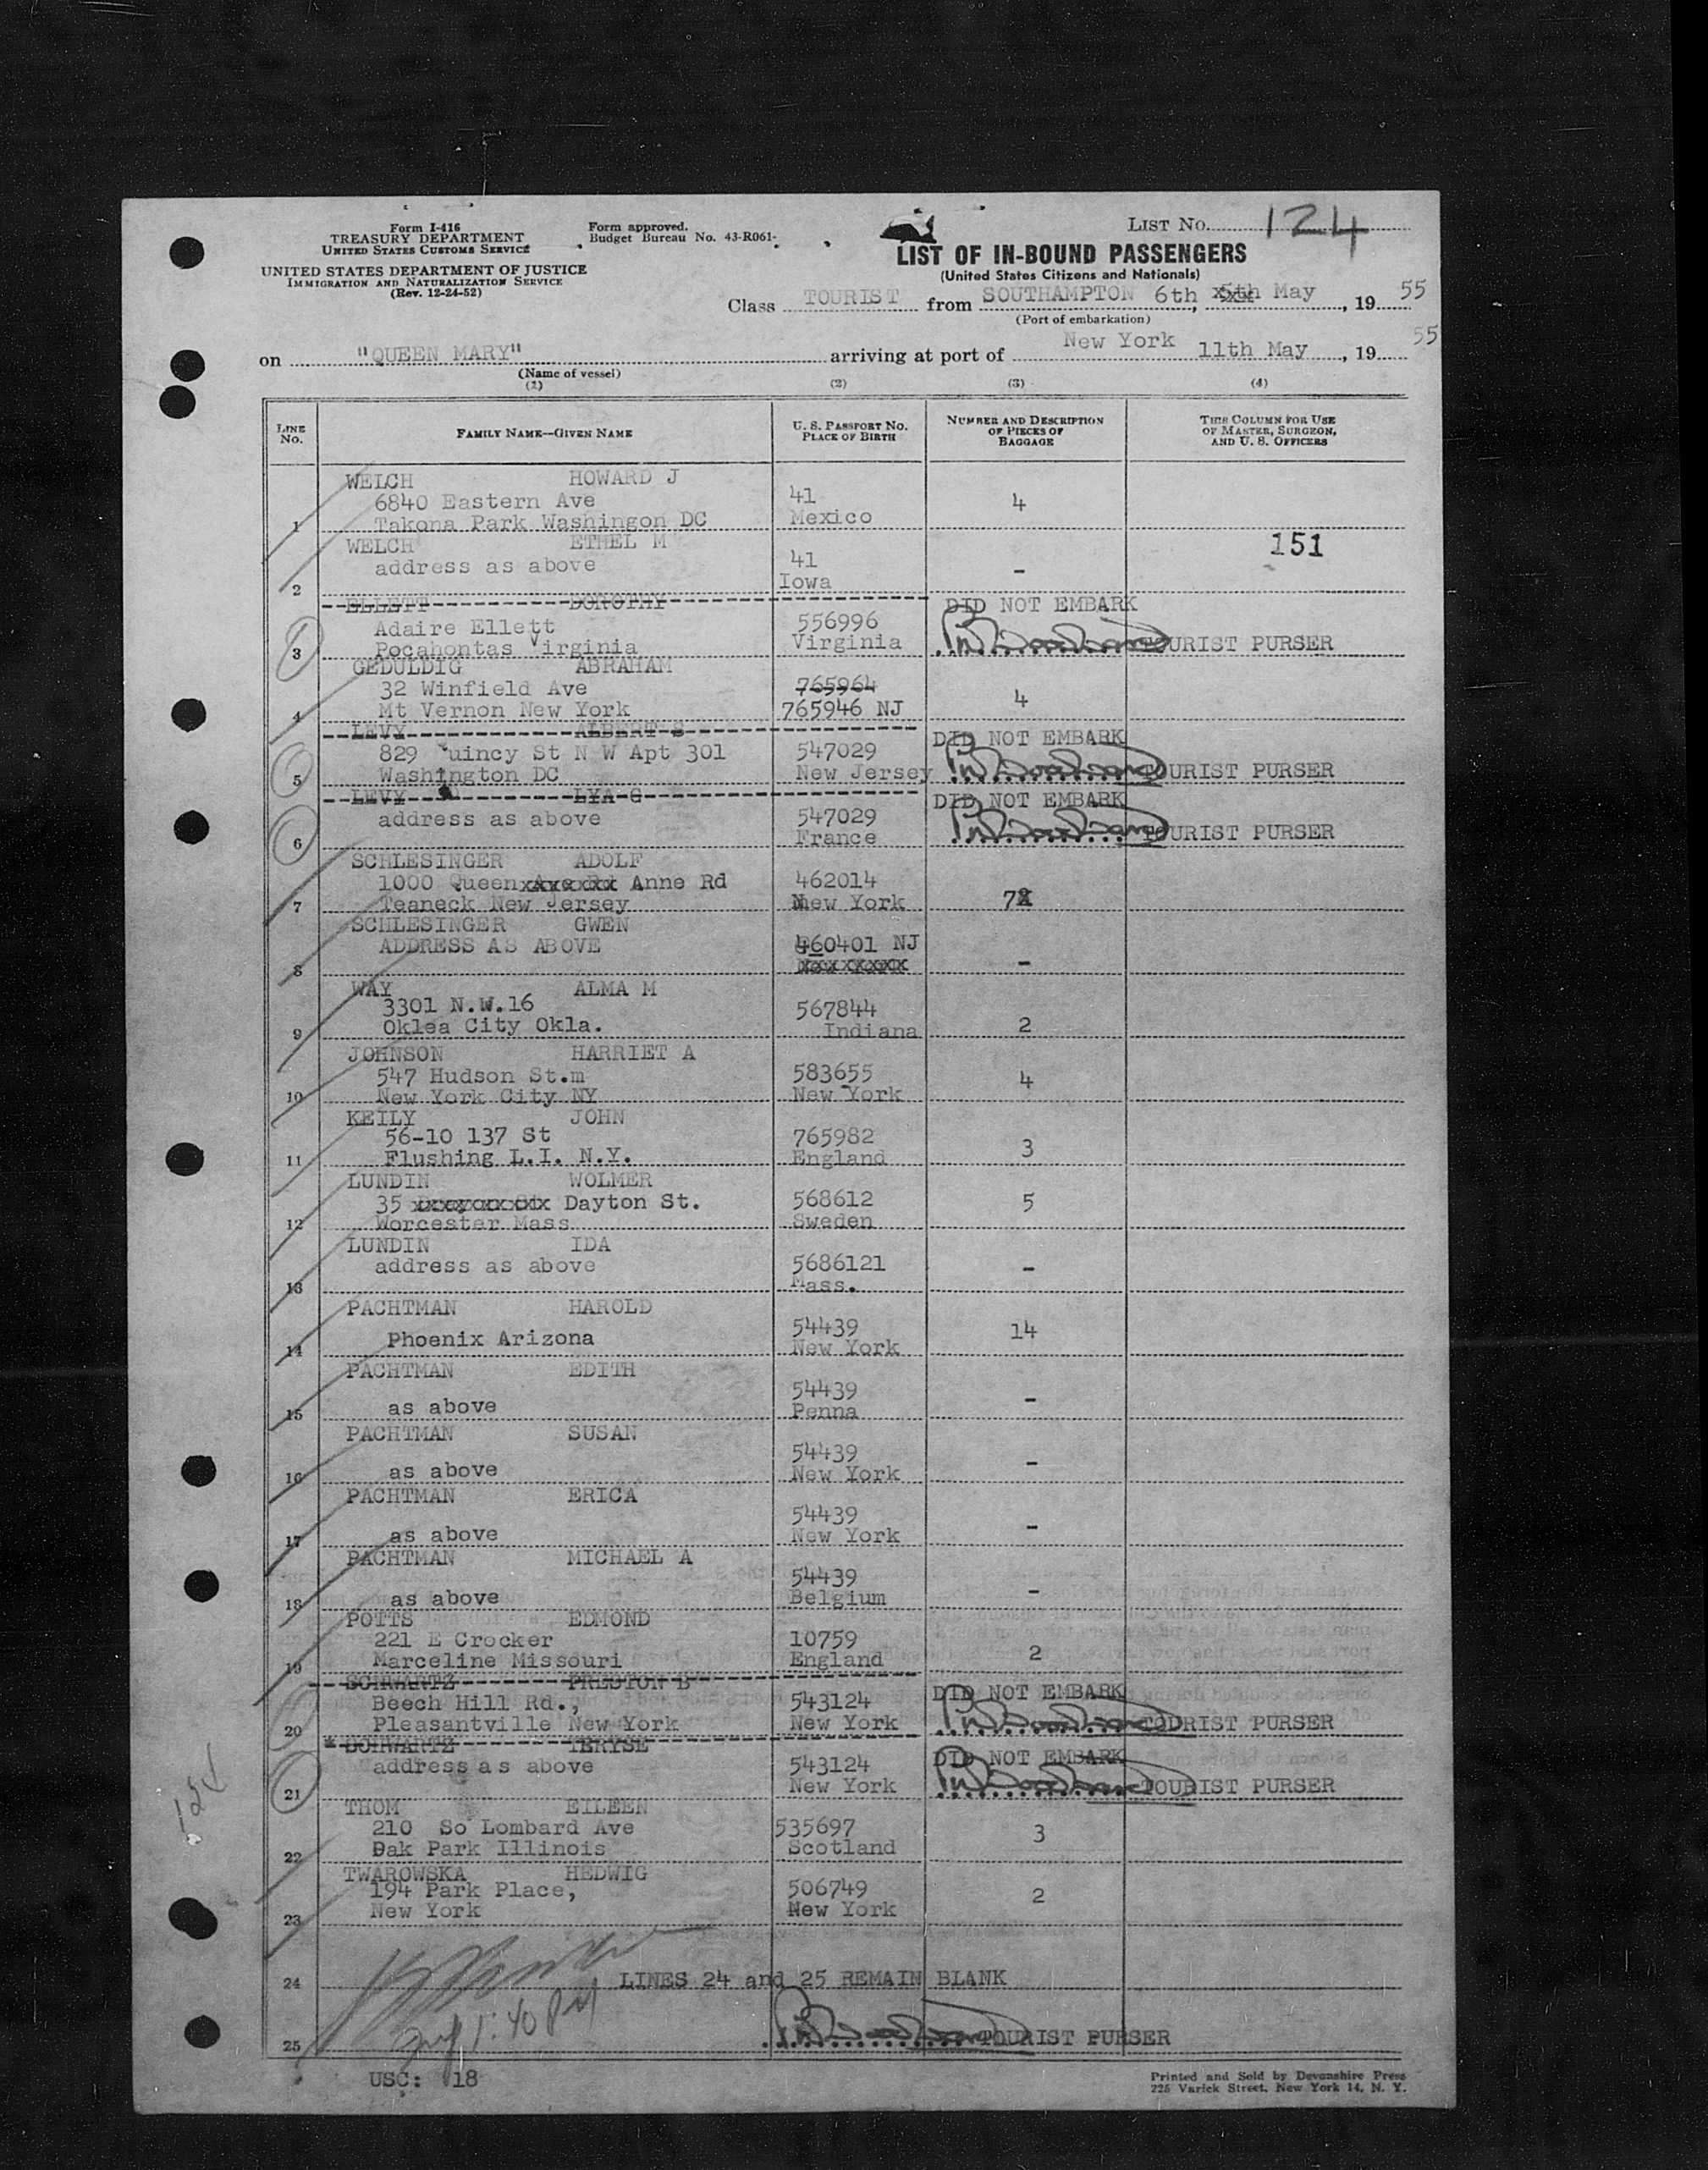 Form I-416
TREASURY DEPARTMENT
UNITED STATES CUSTOMS SERVICE
UNITED STATES DEPARTMENT OF JUSTICE
IMMIGRATION AND NATURALIZATION SERVICE
(Rev. 12-24-52)
Form approved.
Budget Bureau No. 43-R061-
LIST No. 124
LIST OF IN-BOUND PASSENGERS
(United States Citizens and Nationals)
Class TOURIST from SOUTHAMPTON 6th x5th May, 19 55
(Port of embarkation)
on "QUEEN MARY" arriving at port of New York 11th May, 19 55
(Name of vessel)
(1) (2) (3) (4)
LINE No. FAMILY NAME—GIVEN NAME U. S. PASSPORT NO. PLACE OF BIRTH NUMBER AND DESCRIPTION OF PIECES OF BAGGAGE THIS COLUMN FOR USE OF MASTER, SURGEON, AND U. S. OFFICERS
WELCH HOWARD J
6840 Eastern Ave 41 4
1 Takona Park Washingon DC Mexico
WELCH ETHEL M 151
address as above 41 -
2 Iowa
ELLETT DOROTHY DID NOT EMBARK
Adaire Ellett 556996
3 Pocahontas Virginia Virginia TOURIST PURSER
GEDULDIG ABRAHAM
32 Winfield Ave 765964 4
4 Mt Vernon New York 765946 NJ
LEVY ALBERT S DID NOT EMBARK
829 Quincy St N W Apt 301 547029
5 Washington DC New Jersey TOURIST PURSER
LEVY LYA G DID NOT EMBARK
address as above 547029
6 France TOURIST PURSER
SCHLESINGER ADOLF
1000 Queen Anne Rd 462014 7
7 Teaneck New Jersey New York
SCHLESINGER GWEN
ADDRESS AS ABOVE 460401 NJ -
8
WAY ALMA M
3301 N.W.16 567844
9 Oklea City Okla. Indiana 2
JOHNSON HARRIET A
547 Hudson St.m 583655 4
10 New York City NY New York
KEILY JOHN
56-10 137 St 765982 3
11 Flushing L.I. N.Y. England
LUNDIN WOLMER
35 Dayton St. 568612 5
12 Worcester Mass Sweden
LUNDIN IDA
address as above 5686121 -
13 Mass.
PACHTMAN HAROLD
Phoenix Arizona 54439 14
14 New York
PACHTMAN EDITH
as above 54439 -
15 Penna
PACHTMAN SUSAN
as above 54439 -
16 New York
PACHTMAN ERICA
as above 54439 -
17 New York
PACHTMAN MICHAEL A
as above 54439 -
18 Belgium
POTTS EDMOND
221 E Crocker 10759 2
19 Marceline Missouri England
SCHWARTZ PRESTON B DID NOT EMBARK
Beech Hill Rd., 543124
20 Pleasantville New York New York TOURIST PURSER
SCHWARTZ TERYSE DID NOT EMBARK
address as above 543124
21 New York TOURIST PURSER
THOM EILEEN
210 So Lombard Ave 535697 3
22 Oak Park Illinois Scotland
TWAROWSKA HEDWIG
194 Park Place, 506749 2
23 New York New York
24 LINES 24 and 25 REMAIN BLANK
1:40 PM
25 TOURIST PURSER
USC: 18
Printed and Sold by Devonshire Press
225 Varick Street, New York 14, N. Y.